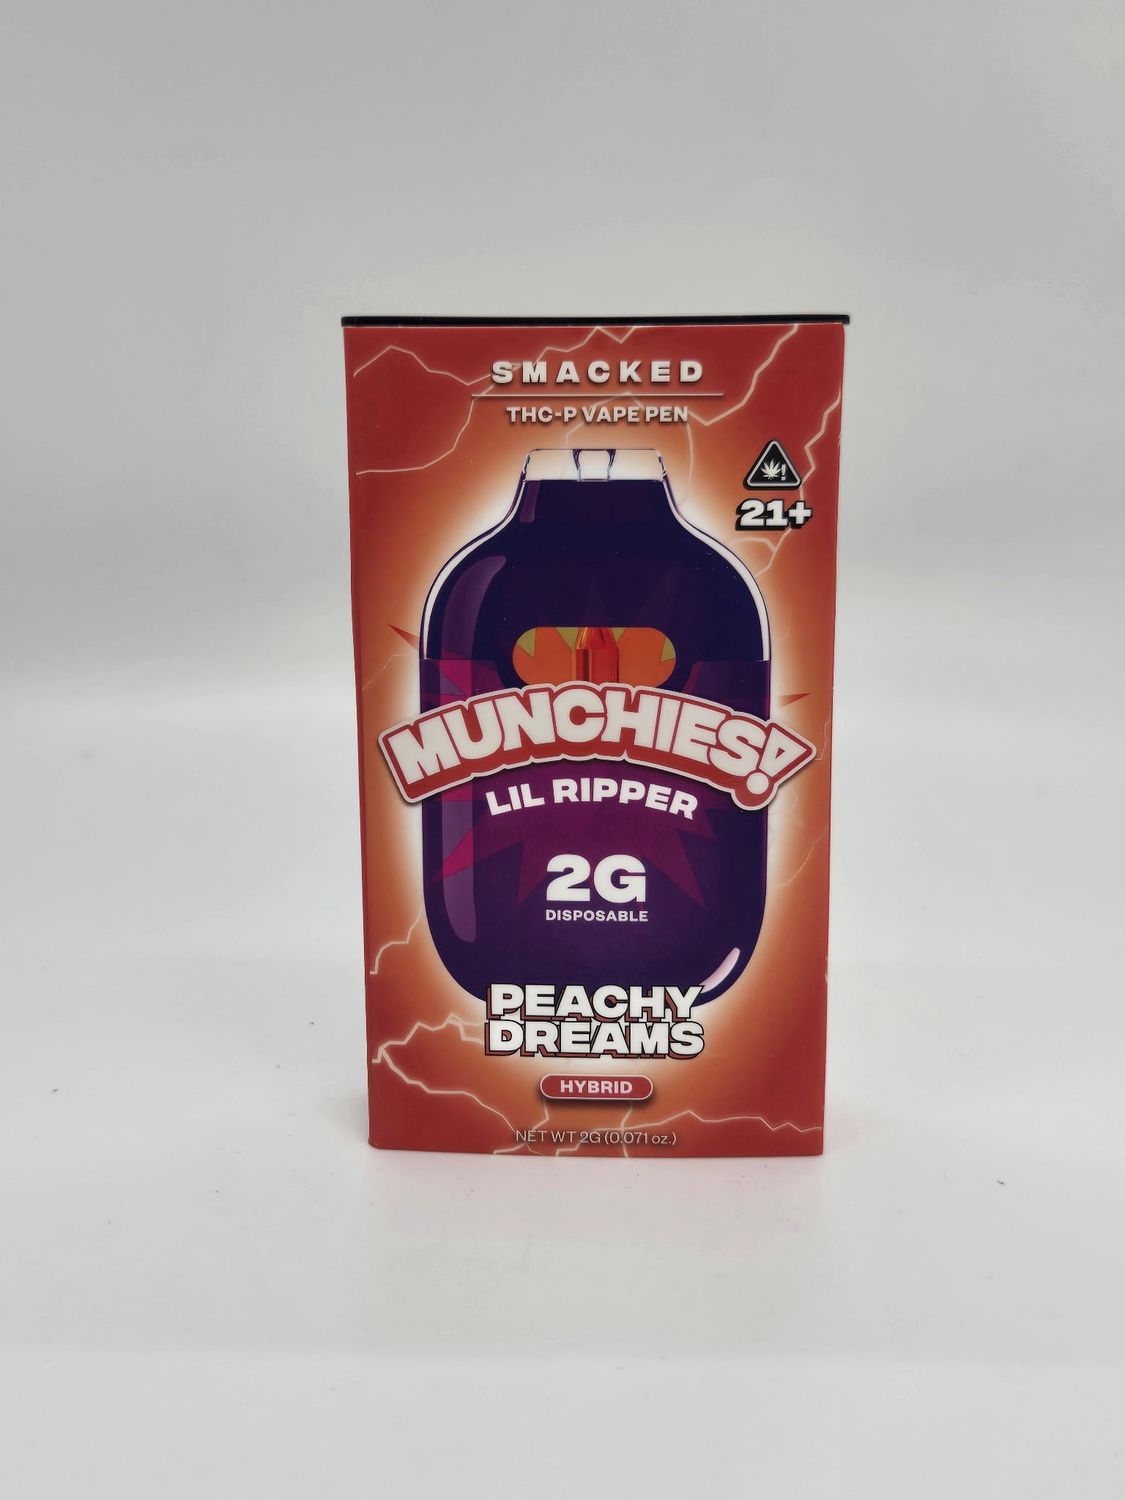 SMACKED
THC-P VAPE PEN
!
21+
MUNCHIES!
LIL RIPPER
2G
DISPOSABLE
PEACHY
DREAMS
HYBRID
NET WT 2G (0.071 oz.)